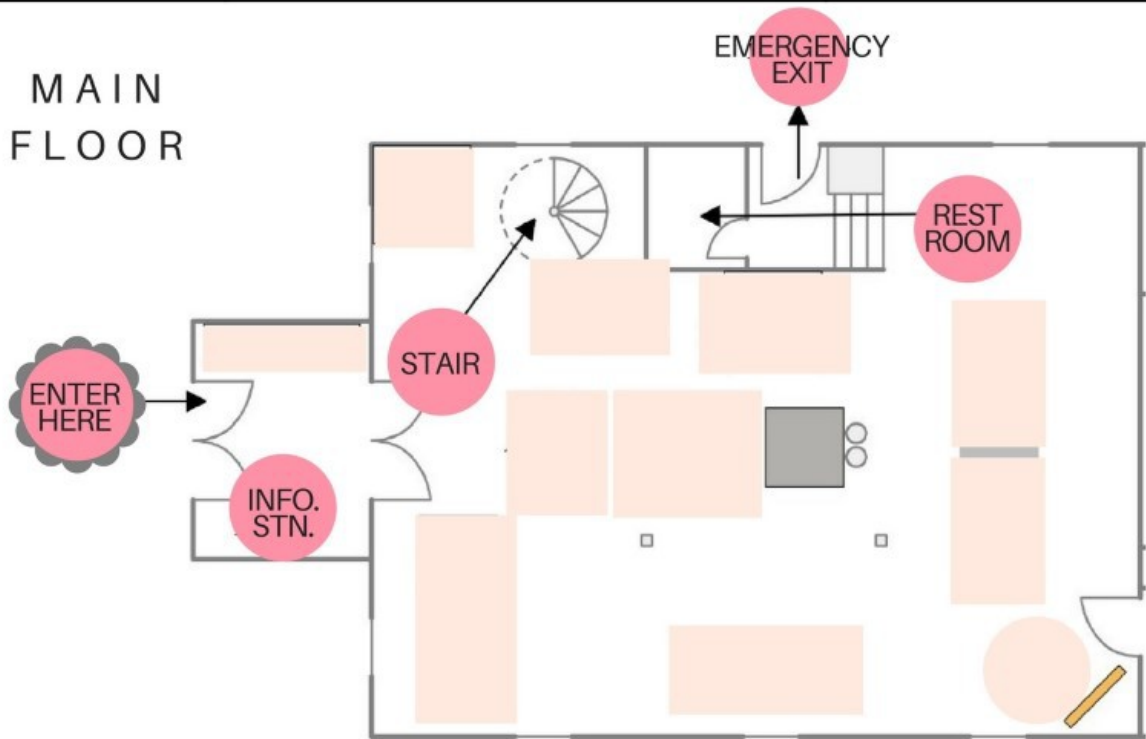 MAIN
FLOOR
EMERGENCY
EXIT
REST
ROOM
STAIR
ENTER
HERE
INFO.
STN.